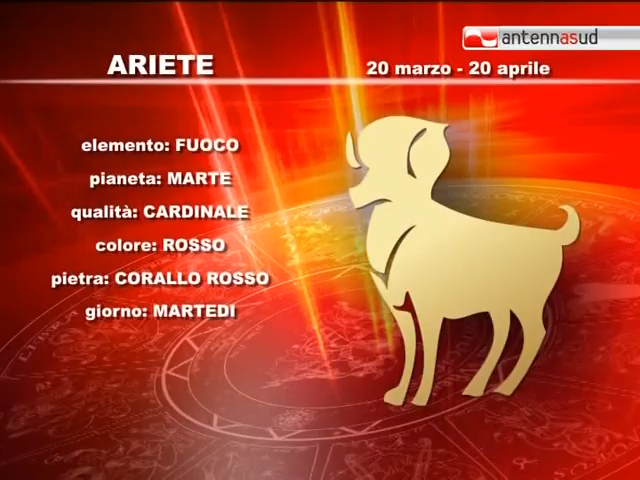 antennasud
ARIETE
20 marzo - 20 aprile
elemento: FUOCO
pianeta: MARTE
qualità: CARDINALE
colore: ROSSO
pietra: CORALLO ROSSO
giorno: MARTEDI